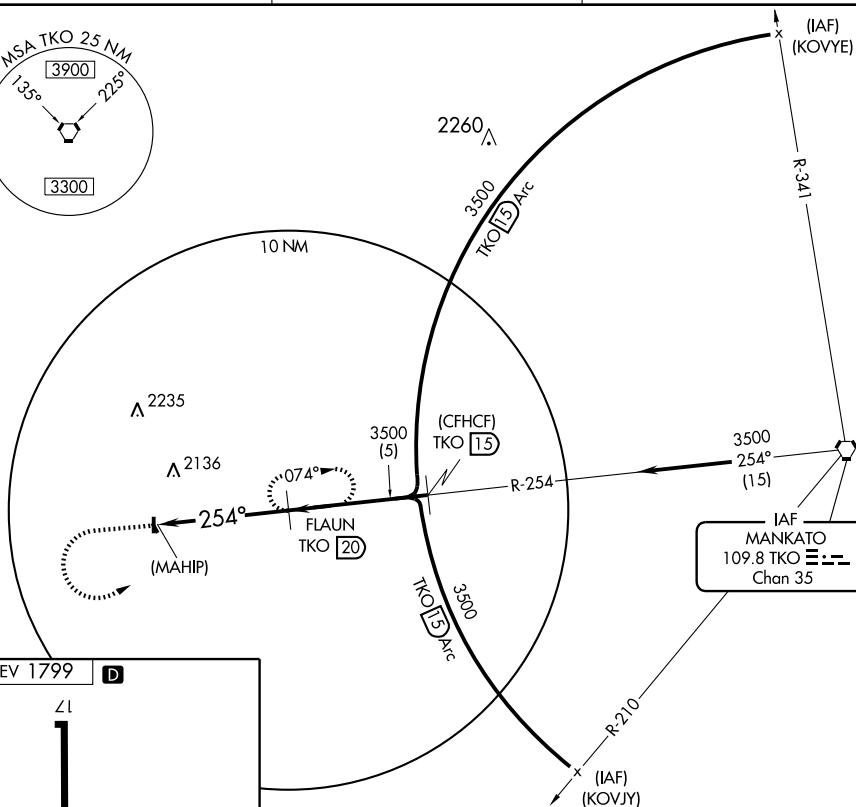 MSA TKO 25 NM
3900
135°
225°
3300
(IAF)
(KOVYE)
2260
R-341
3500
TKO 15 Arc
10 NM
2235
2136
074°
3500
(5)
(CFHCF)
TKO 15
R-254
3500
254°
(15)
254°
FLAUN
TKO 20
(MAHIP)
IAF
MANKATO
109.8 TKO
Chan 35
3500
TKO 15 Arc
R-210
(IAF)
(KOVJY)
EV 1799
D
17